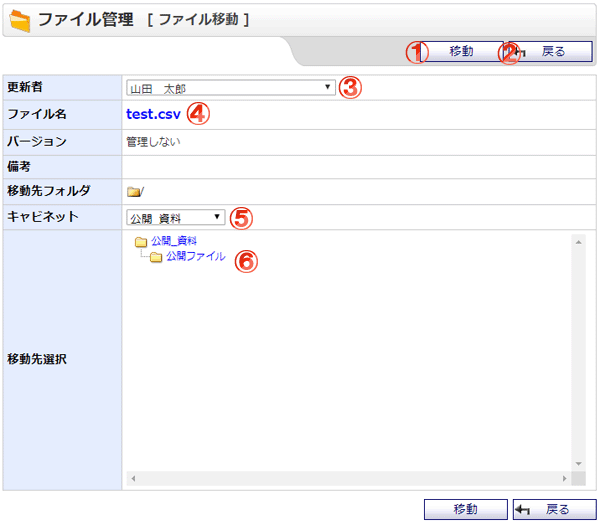 ファイル管理 [ ファイル移動 ]
① 移動 ② 戻る
更新者 山田 太郎 ③
ファイル名 test.csv ④
バージョン 管理しない
備考
移動先フォルダ /
キャビネット 公開_資料 ⑤
公開_資料
公開ファイル ⑥
移動先選択
移動 戻る